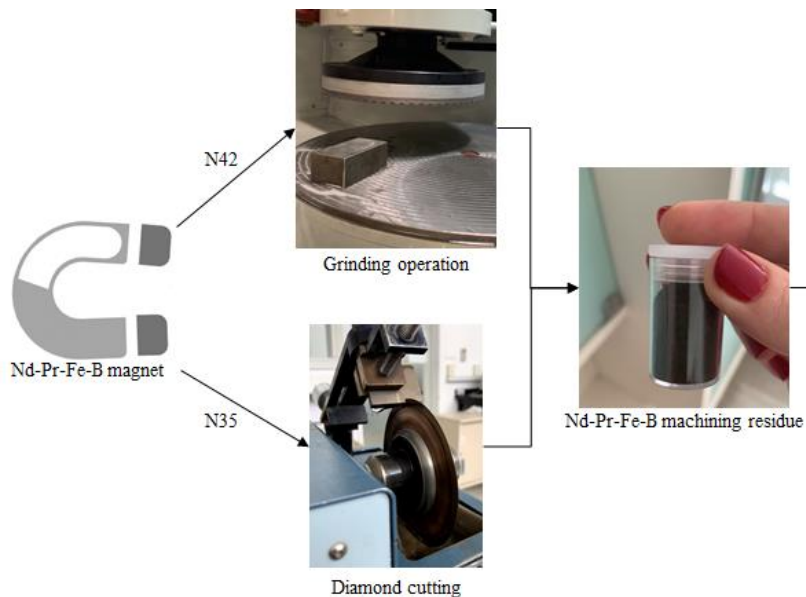 N42
Grinding operation
Nd-Pr-Fe-B magnet
N35
Nd-Pr-Fe-B machining residue
Diamond cutting